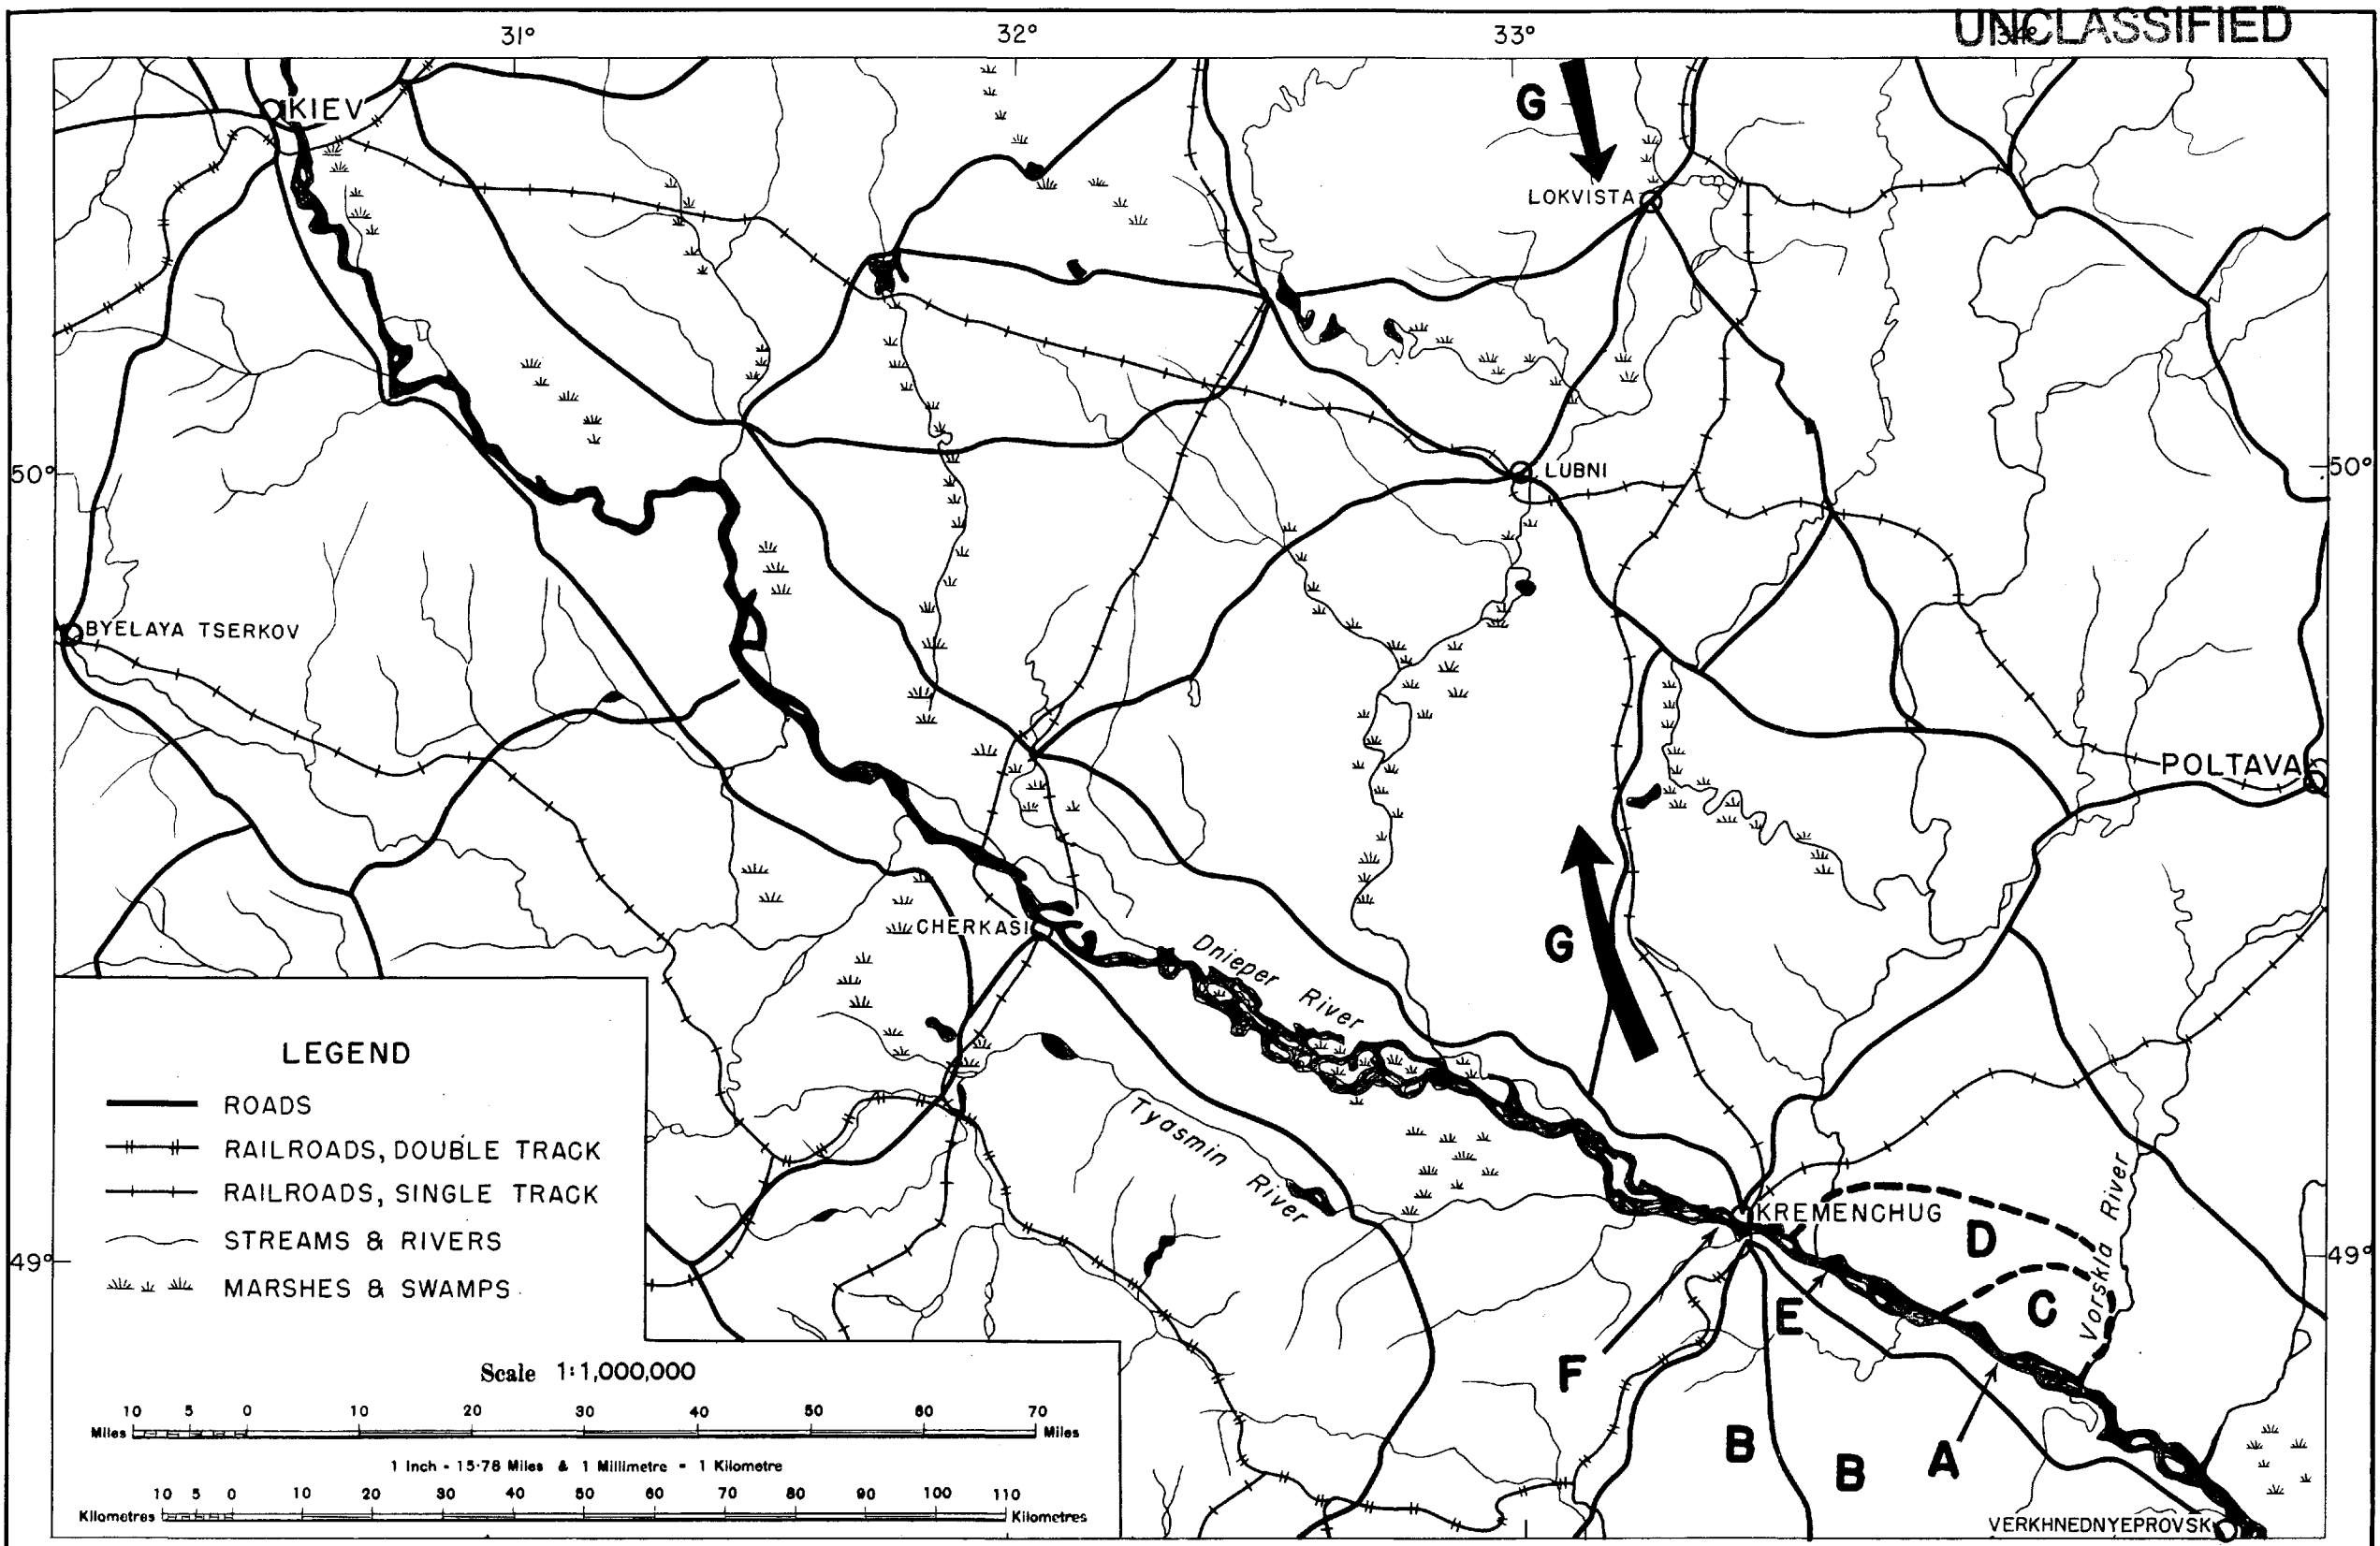 UNCLASSIFIED
31°
32°
33°
34°
KIEV
G
LOKVISTA
50°
LUBNI
50°
BYELAYA TSERKOV
POLTAVA
CHERKASI
G
Dnieper River
LEGEND
ROADS
RAILROADS, DOUBLE TRACK
RAILROADS, SINGLE TRACK
STREAMS & RIVERS
MARSHES & SWAMPS
Tyasmin River
KREMENCHUG
D
Vorskla River
49°
49°
C
E
F
Scale 1:1,000,000
10 5 0 10 20 30 40 50 60 70
Miles Miles
1 Inch - 15·78 Miles & 1 Millimetre - 1 Kilometre
10 5 0 10 20 30 40 50 60 70 80 90 100 110
Kilometres Kilometres
B
B
A
VERKHNEDNYEPROVSK